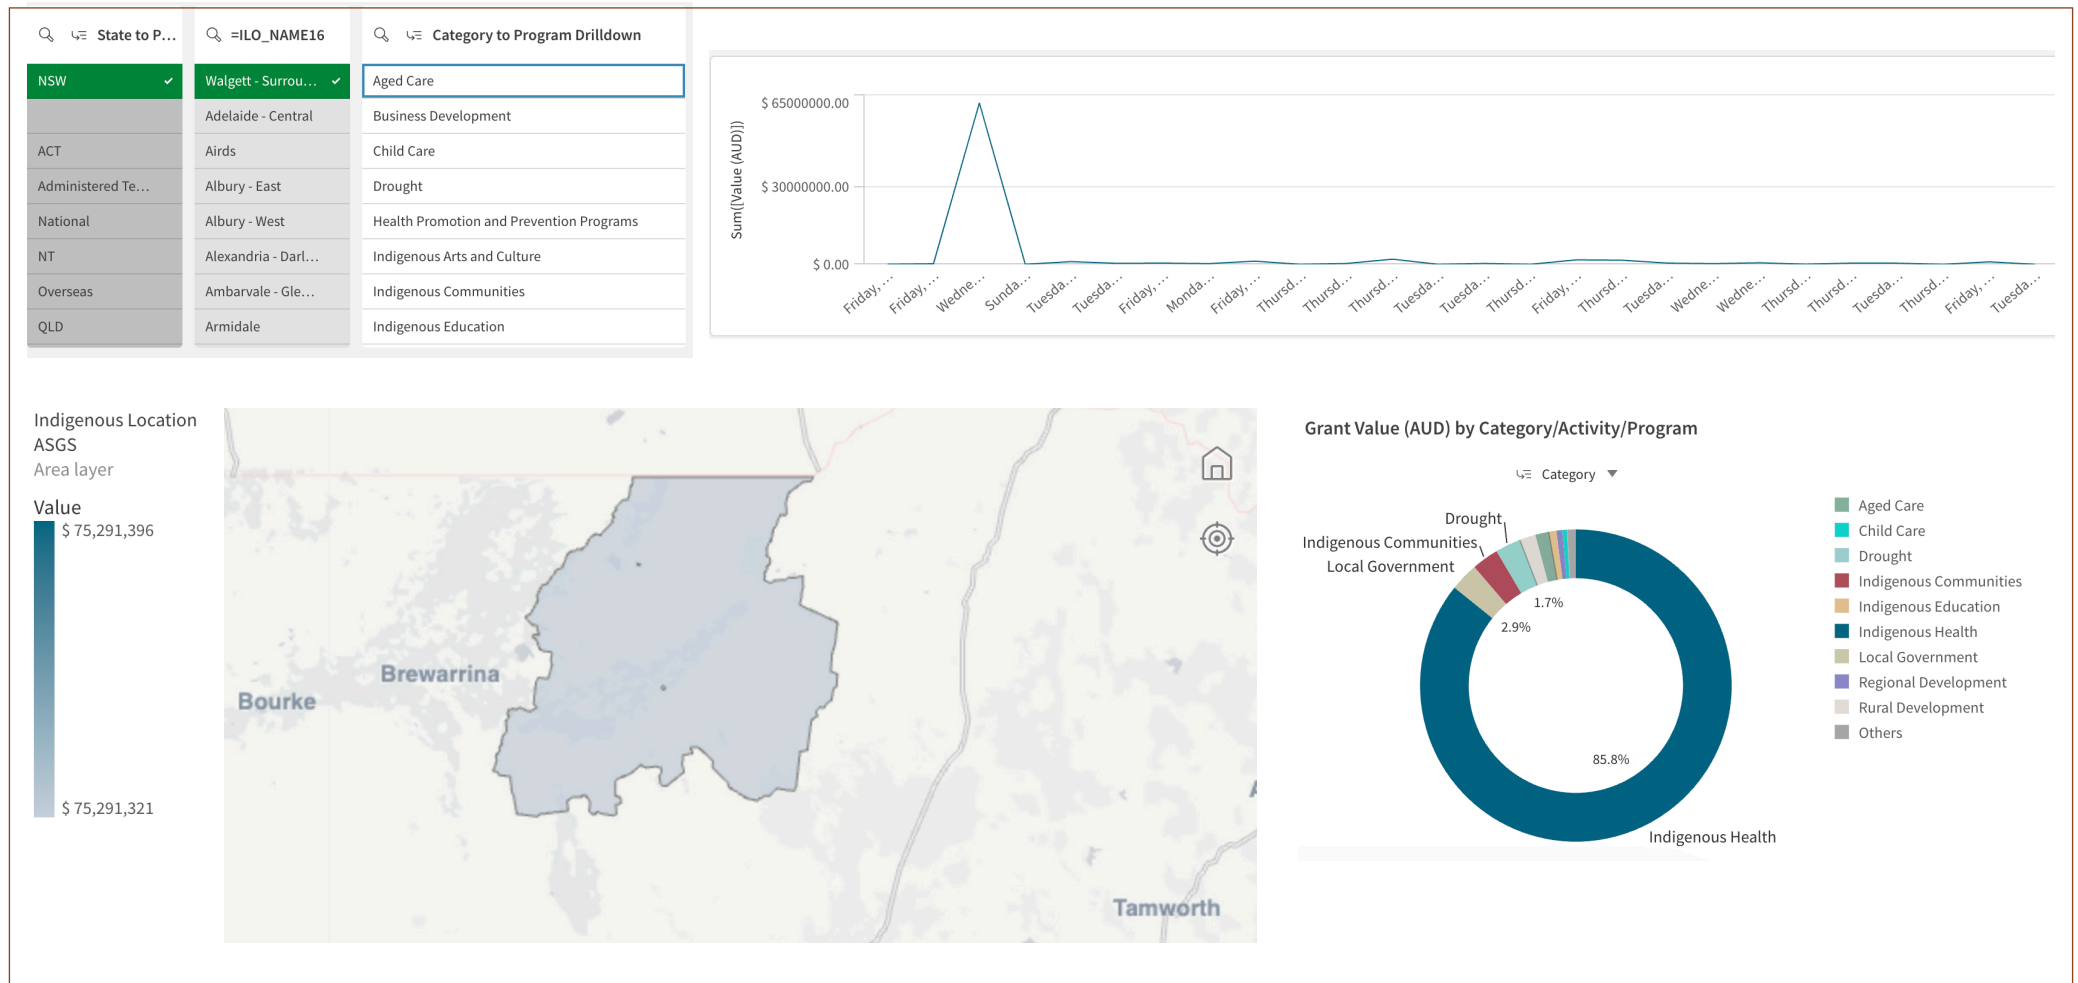 State to P...
=ILO_NAME16
Category to Program Drilldown
NSW
Walgett - Surrou...
Aged Care
Adelaide - Central
Business Development
ACT
Airds
Child Care
Administered Te...
Albury - East
Drought
National
Albury - West
Health Promotion and Prevention Programs
NT
Alexandria - Darl...
Indigenous Arts and Culture
Overseas
Ambarvale - Gle...
Indigenous Communities
QLD
Armidale
Indigenous Education
Sum([Value (AUD)])
$ 65000000.00
$ 30000000.00
$ 0.00
Friday, ...
Friday, ...
Wedne...
Sunda...
Tuesda...
Tuesda...
Friday, ...
Monda...
Friday, ...
Thursd...
Thursd...
Thursd...
Tuesda...
Tuesda...
Thursd...
Friday, ...
Thursd...
Tuesda...
Wedne...
Wedne...
Thursd...
Thursd...
Tuesda...
Thursd...
Friday, ...
Tuesda...
Indigenous Location
ASGS
Area layer
Value
$ 75,291,396
$ 75,291,321
Brewarrina
Bourke
Tamworth
A
Grant Value (AUD) by Category/Activity/Program
Category
Drought
Indigenous Communities
Local Government
1.7%
2.9%
85.8%
Indigenous Health
Aged Care
Child Care
Drought
Indigenous Communities
Indigenous Education
Indigenous Health
Local Government
Regional Development
Rural Development
Others